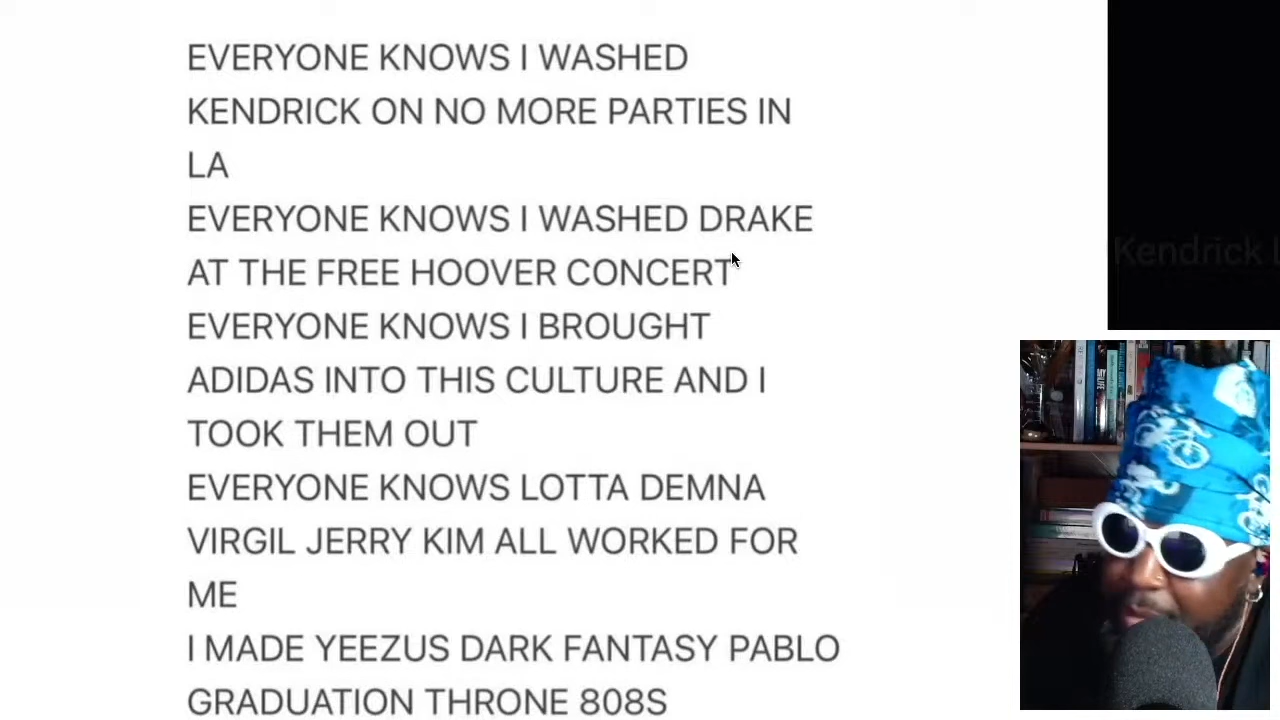 EVERYONE KNOWS I WASHED
KENDRICK ON NO MORE PARTIES IN
LA
EVERYONE KNOWS I WASHED DRAKE
AT THE FREE HOOVER CONCERT
EVERYONE KNOWS I BROUGHT
ADIDAS INTO THIS CULTURE AND I
TOOK THEM OUT
EVERYONE KNOWS LOTTA DEMNA
VIRGIL JERRY KIM ALL WORKED FOR
ME
I MADE YEEZUS DARK FANTASY PABLO
GRADUATION THRONE 808S
Kendrick